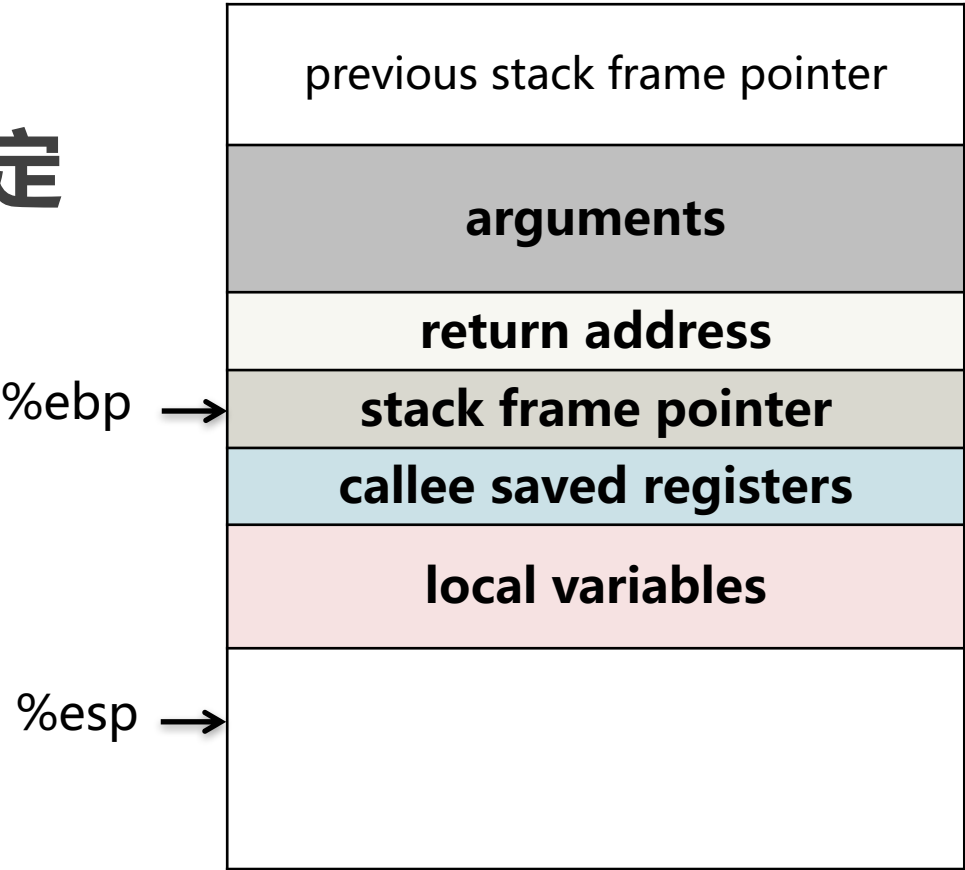 previous stack frame pointer
定
arguments
return address
%ebp
stack frame pointer
callee saved registers
local variables
%esp